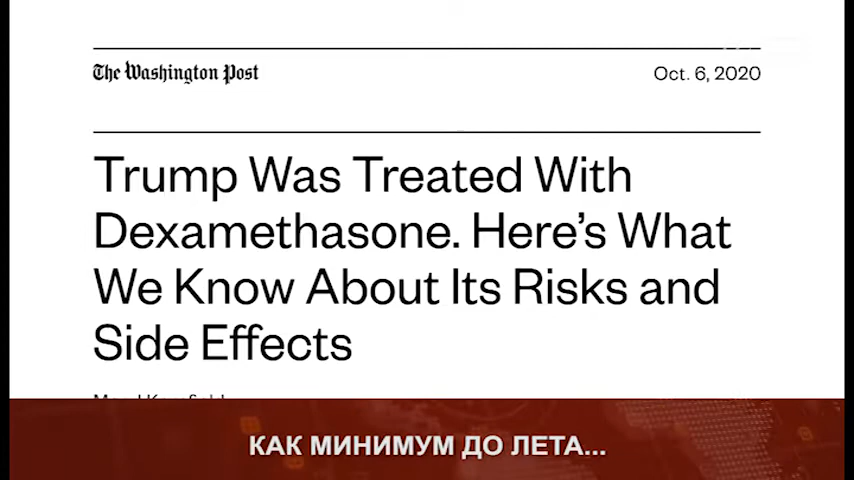 The Washington Post
Oct. 6, 2020
Trump Was Treated With
Dexamethasone. Here’s What
We Know About Its Risks and
Side Effects
КАК МИНИМУМ ДО ЛЕТА...